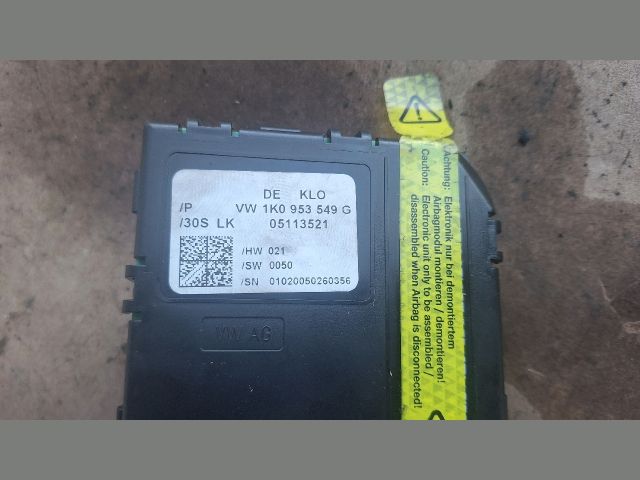 DE KLO
/P VW 1K0 953 549 G
/30S LK 05113521
/HW 021
/SW 0050
/SN 01020050260356
VW AG
Achtung: Elektronik nur bei demontiertem
Airbagmodul montieren / demontieren!
Caution: Electronic unit only to be assembled /
disassembled when Airbag is disconnected!